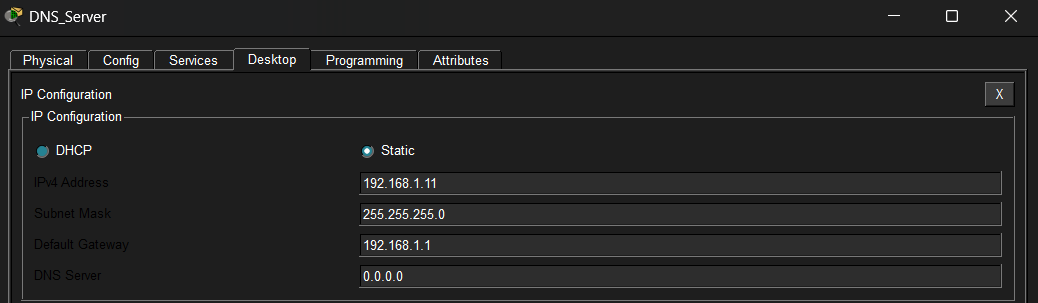 DNS_Server
Physical Config Services Desktop Programming Attributes
IP Configuration X
IP Configuration
DHCP Static
IPv4 Address 192.168.1.11
Subnet Mask 255.255.255.0
Default Gateway 192.168.1.1
DNS Server 0.0.0.0